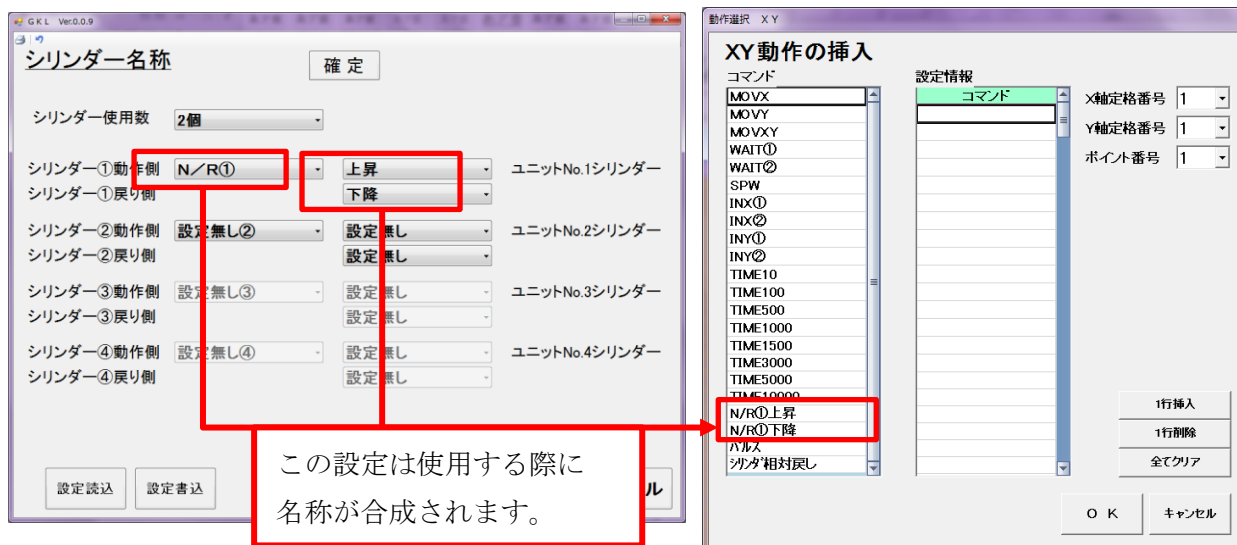 GKL Ver.0.0.9
シリンダー名称
確 定
シリンダー使用数
2個
シリンダー①動作側
N/R①
上昇
ユニットNo.1シリンダー
シリンダー①戻り側
下降
シリンダー②動作側
設定無し②
設定無し
ユニットNo.2シリンダー
シリンダー②戻り側
設定無し
シリンダー③動作側
設定無し③
設定無し
ユニットNo.3シリンダー
シリンダー③戻り側
設定無し
シリンダー④動作側
設定無し④
設定無し
ユニットNo.4シリンダー
シリンダー④戻り側
設定無し
設定読込
設定書込
ル
この設定は使用する際に
名称が合成されます。
動作選択 XY
XY動作の挿入
コマンド
MOVX
MOVY
MOVXY
WAIT①
WAIT②
SPW
INX①
INX②
INY①
INY②
TIME10
TIME100
TIME500
TIME1000
TIME1500
TIME3000
TIME5000
TIME10000
N/R①上昇
N/R①下降
パルス
シリンダ相対戻し
設定情報
コマンド
X軸定格番号
1
Y軸定格番号
1
ポイント番号
1
1行挿入
1行削除
全てクリア
O K
キャンセル